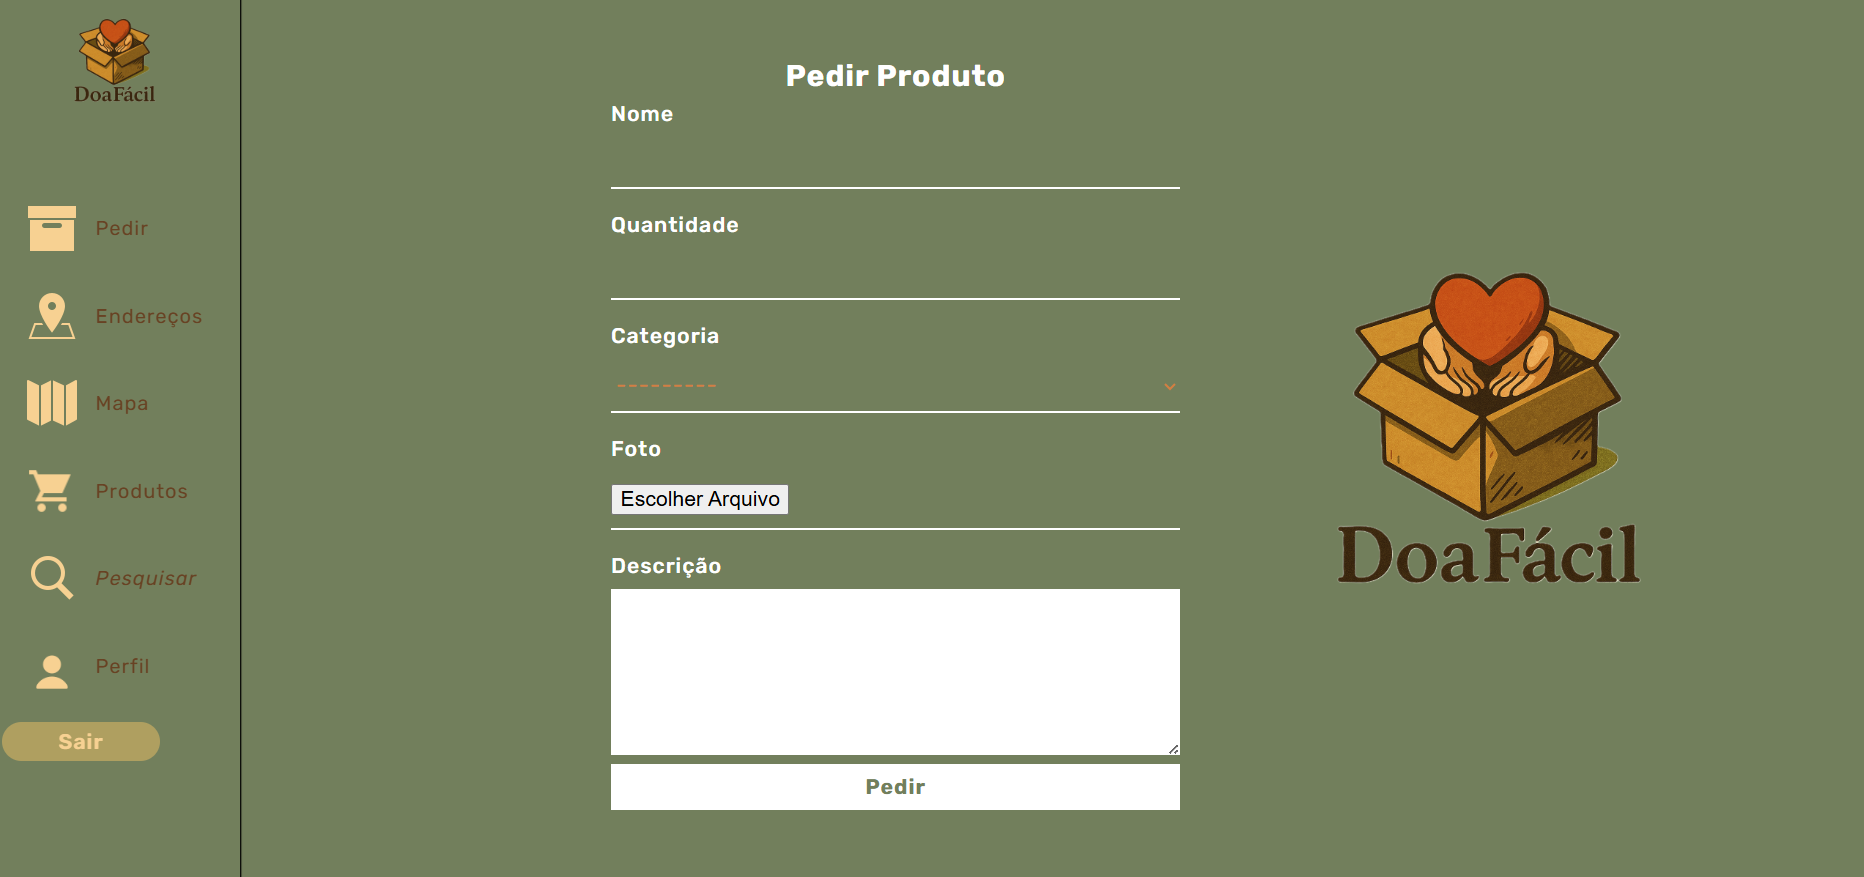 DoaFácil
Pedir
Endereços
Mapa
Produtos
Pesquisar
Perfil
Sair
Pedir Produto
Nome
Quantidade
Categoria
---------
Foto
Escolher Arquivo
Descrição
Pedir
DoaFácil